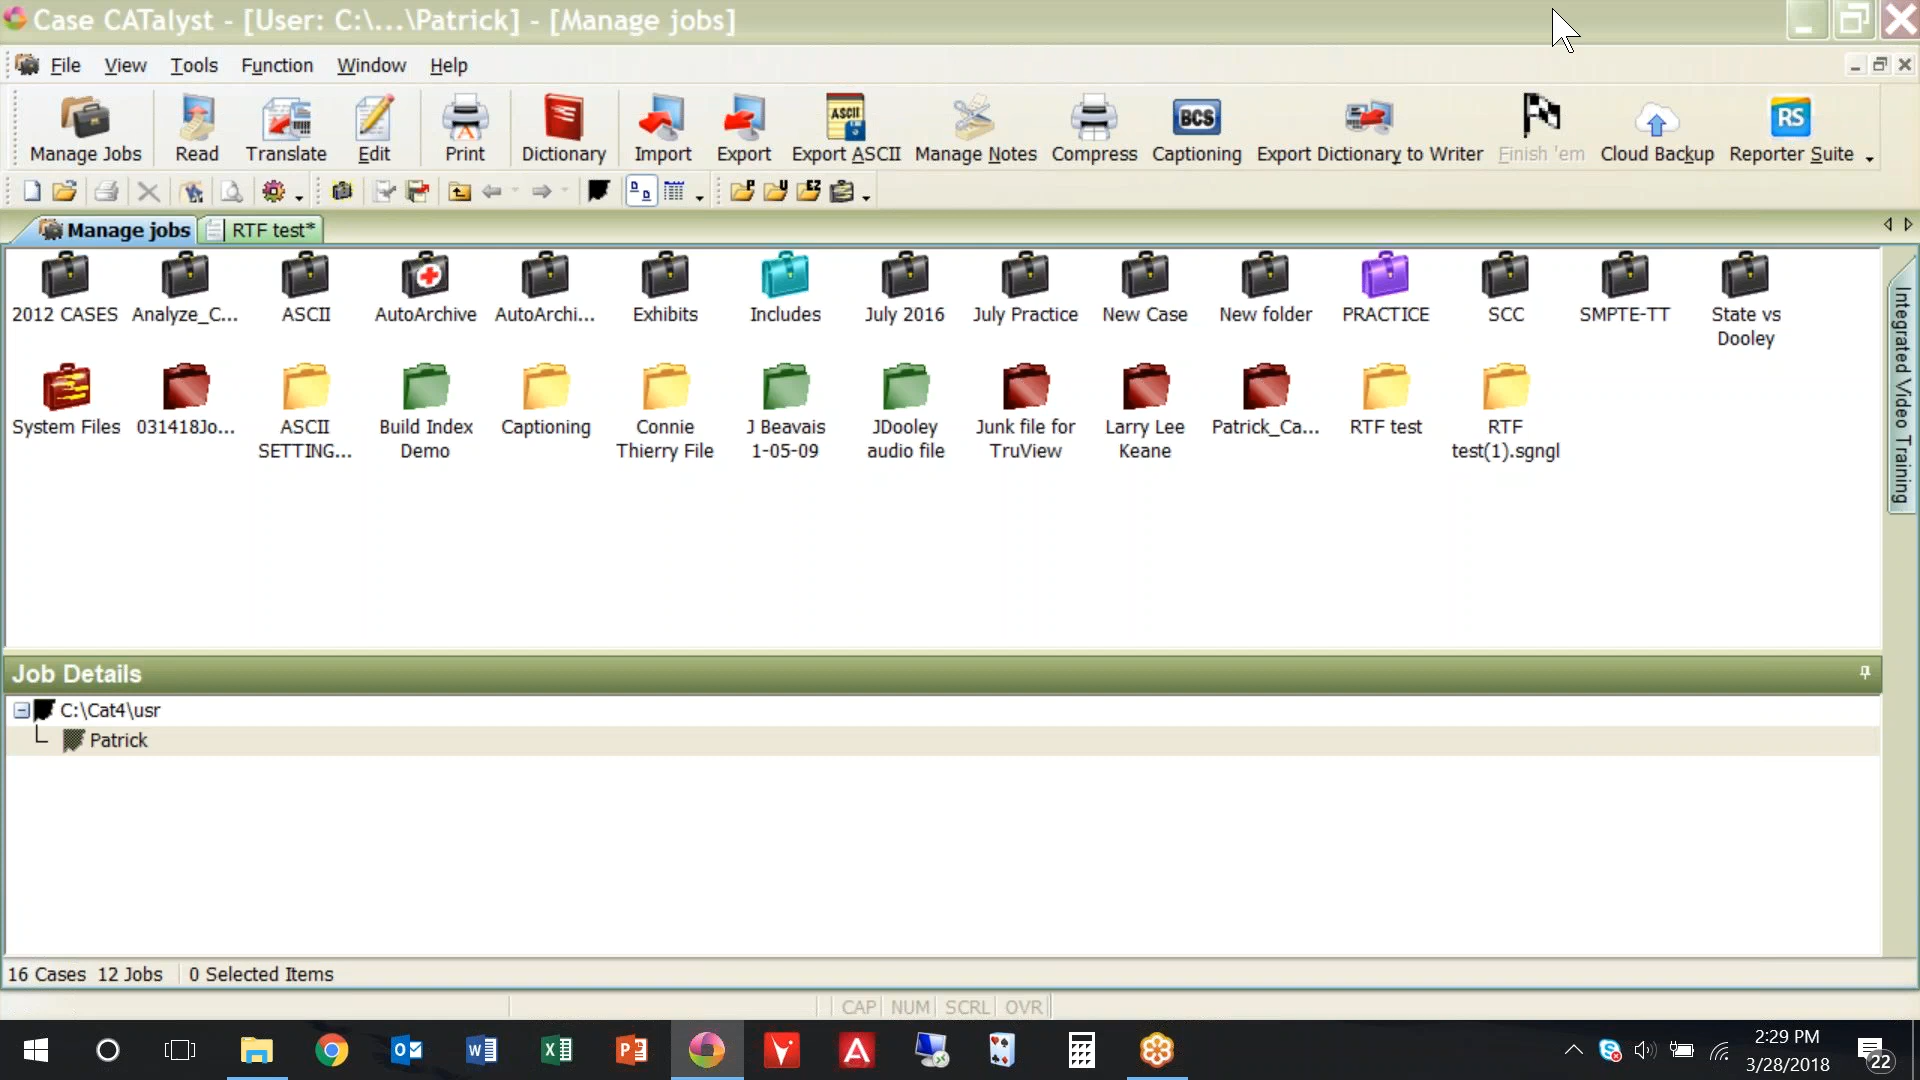 Case CATalyst - [User: C:\...\Patrick] - [Manage jobs]
File View Tools Function Window Help
ASCII BCS RS
Manage Jobs Read Translate Edit Print Dictionary Import Export Export ASCII Manage Notes Compress Captioning Export Dictionary to Writer Finish 'em Cloud Backup Reporter Suite
P U EZ
Manage jobs RTF test*
2012 CASES Analyze_C... ASCII AutoArchive AutoArchi... Exhibits Includes July 2016 July Practice New Case New folder PRACTICE SCC SMPTE-TT State vs
Dooley
System Files 031418Jo... ASCII Build Index Captioning Connie J Beavais JDooley Junk file for Larry Lee Patrick_Ca... RTF test RTF
SETTING... Demo Thierry File 1-05-09 audio file TruView Keane test(1).sgngl
Integrated Video Training
Job Details
C:\Cat4\usr
Patrick
16 Cases 12 Jobs 0 Selected Items
CAP NUM SCRL OVR
2:29 PM
3/28/2018
22